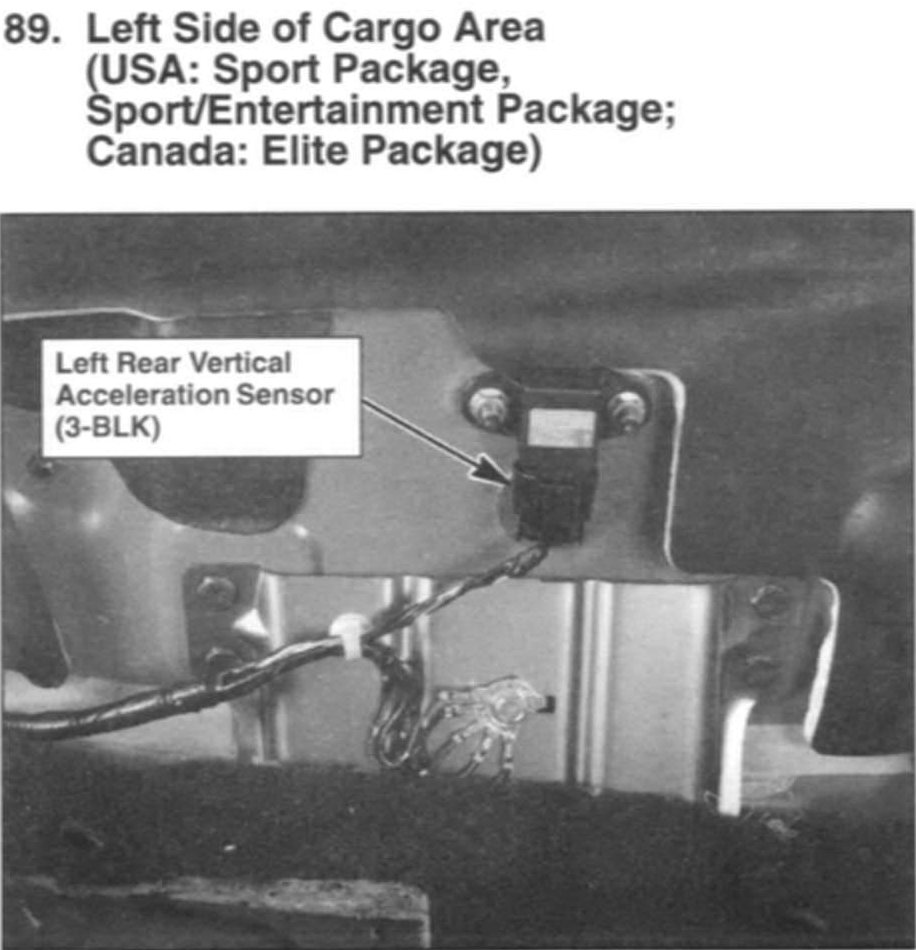 89. Left Side of Cargo Area
(USA: Sport Package,
Sport/Entertainment Package;
Canada: Elite Package)
Left Rear Vertical
Acceleration Sensor
(3-BLK)